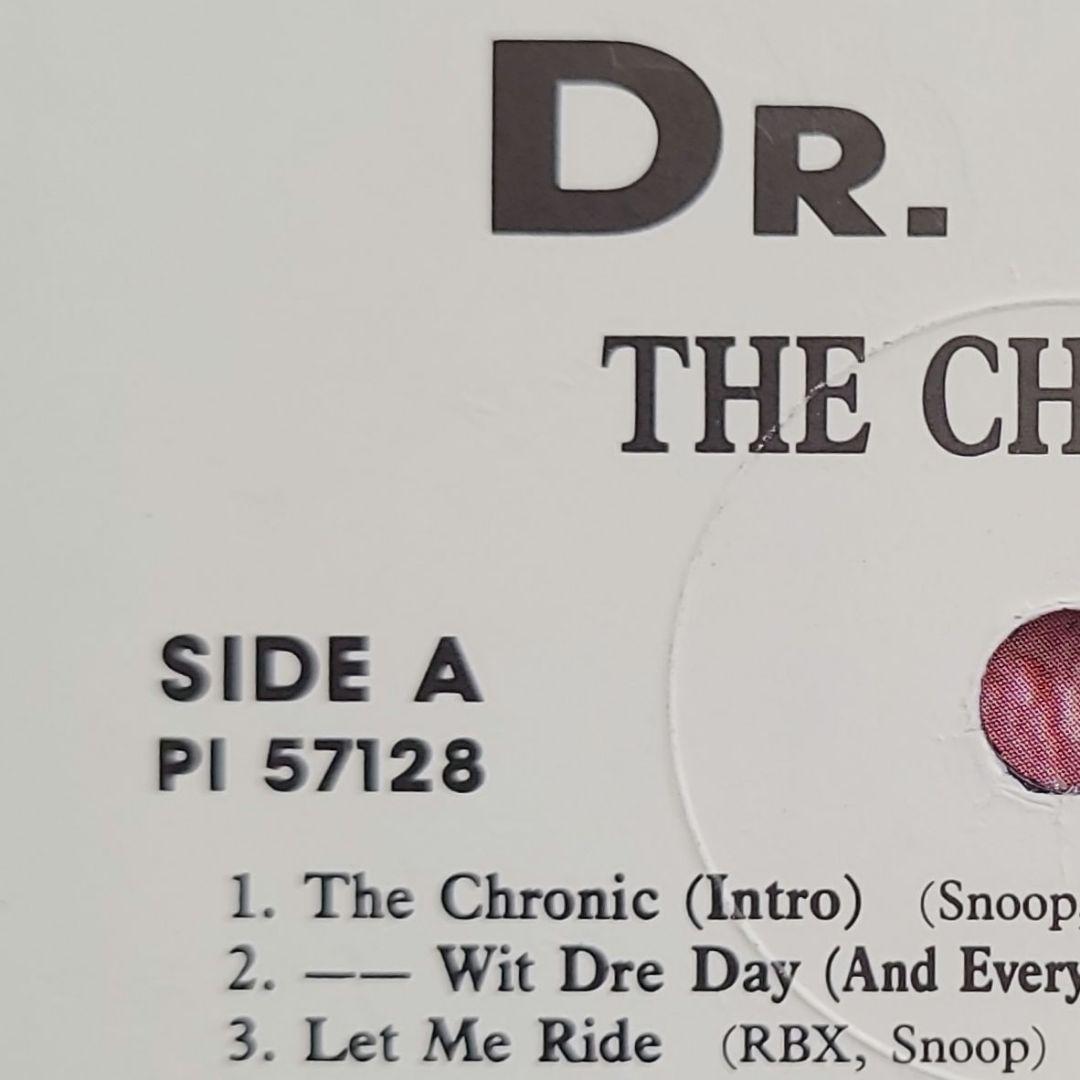 DR.
THE CH
SIDE A
PI 57128
1. The Chronic (Intro) (Snoop,
2. —— Wit Dre Day (And Every
3. Let Me Ride (RBX, Snoop)